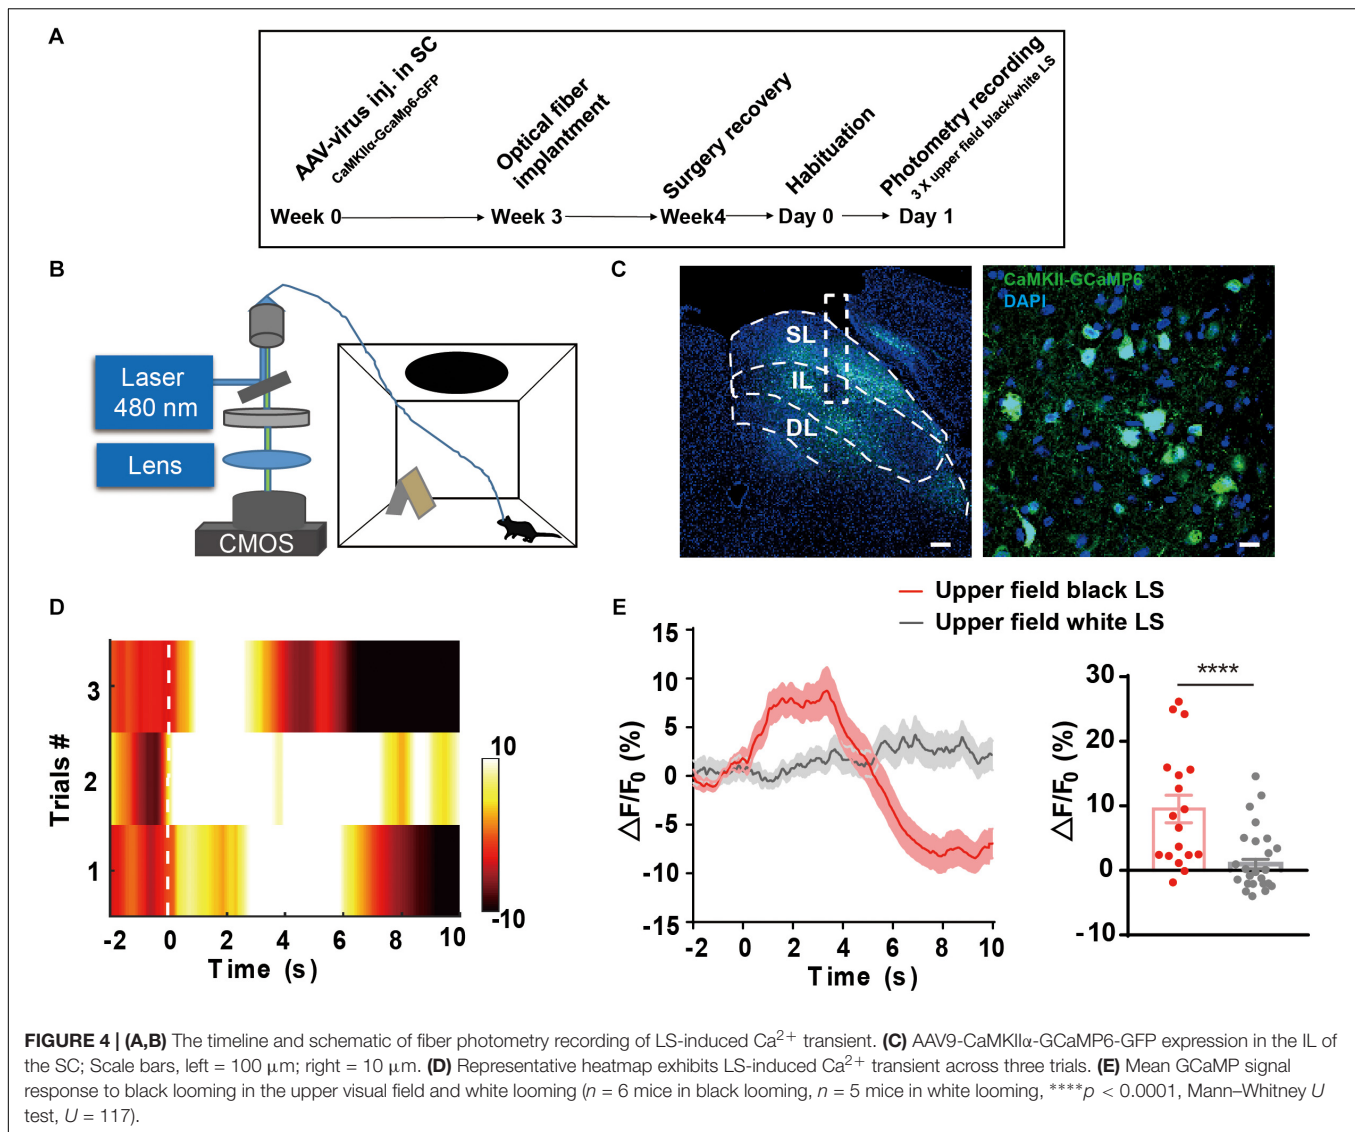 A
AAV-virus inj. in SC
CaMKIIα-GcaMp6-GFP
Optical fiber
implantment
Surgery recovery
Habituation
Photometry recording
3 X upper field black/white LS
Week 0
Week 3
Week4
Day 0
Day 1
B
Laser
480 nm
Lens
CMOS
C
SL
IL
DL
CaMKII-GCaMP6
DAPI
D
Trials #
3
2
1
-2
0
2
4
6
8
10
Time (s)
10
-10
E
Upper field black LS
Upper field white LS
△F/F₀ (%)
15
10
5
0
-5
-10
-15
-2
0
2
4
6
8
10
Time (s)
△F/F₀ (%)
30
20
10
0
-10
****
FIGURE 4 | (A,B) The timeline and schematic of fiber photometry recording of LS-induced Ca²⁺ transient. (C) AAV9-CaMKIIα-GCaMP6-GFP expression in the IL of
the SC; Scale bars, left = 100 μm; right = 10 μm. (D) Representative heatmap exhibits LS-induced Ca²⁺ transient across three trials. (E) Mean GCaMP signal
response to black looming in the upper visual field and white looming (n = 6 mice in black looming, n = 5 mice in white looming, ****p < 0.0001, Mann–Whitney U
test, U = 117).